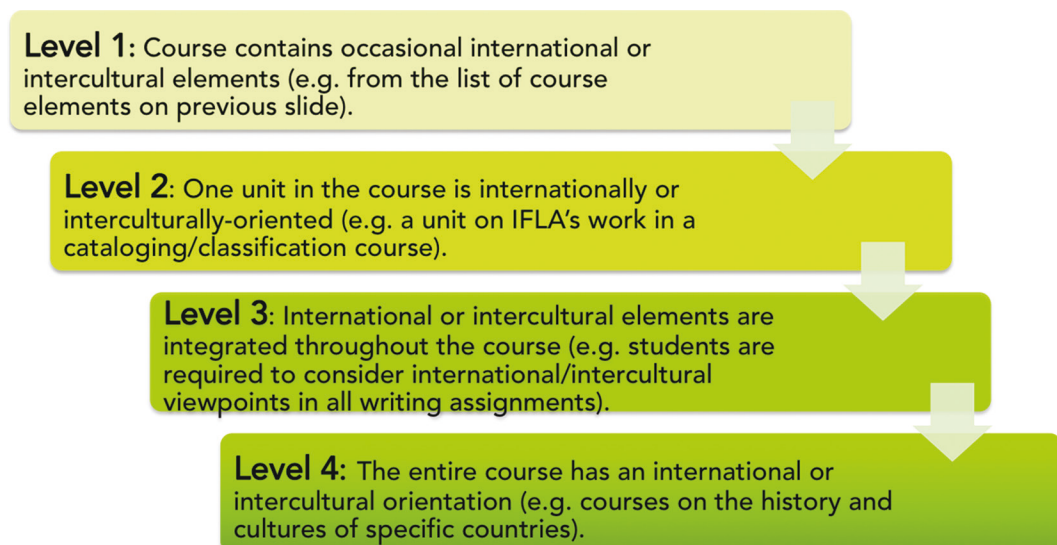 Level 1: Course contains occasional international or
intercultural elements (e.g. from the list of course
elements on previous slide).
Level 2: One unit in the course is internationally or
interculturally-oriented (e.g. a unit on IFLA's work in a
cataloging/classification course).
Level 3: International or intercultural elements are
integrated throughout the course (e.g. students are
required to consider international/intercultural
viewpoints in all writing assignments).
Level 4: The entire course has an international or
intercultural orientation (e.g. courses on the history and
cultures of specific countries).